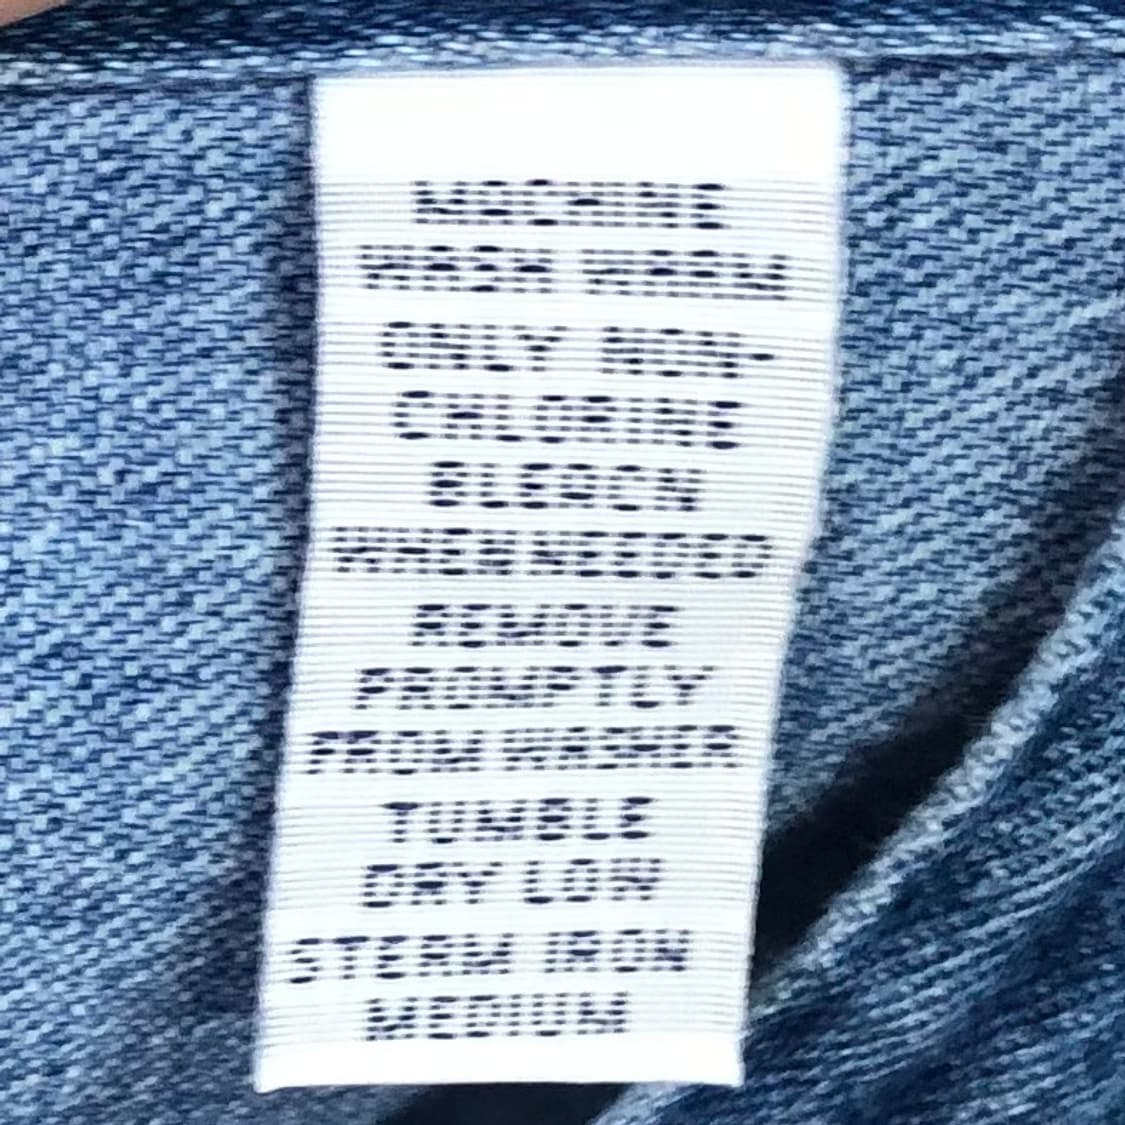 MACHINE
WASH WARM
ONLY NON-
CHLORINE
BLEACH
WHEN NEEDED
REMOVE
PROMPTLY
FROM WASHER
TUMBLE
DRY LOW
STEAM IRON
MEDIUM